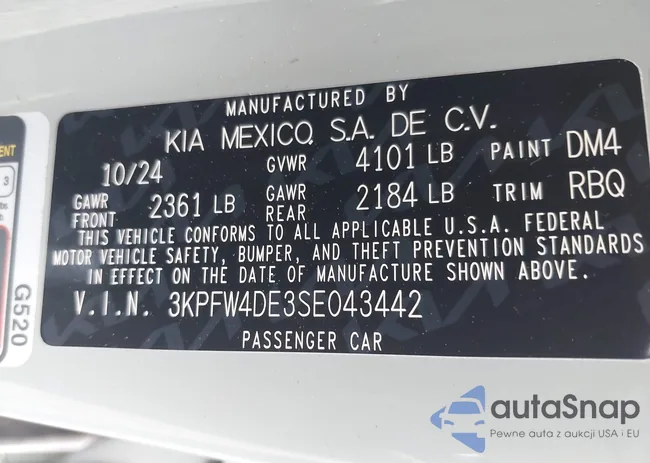 MANUFACTURED BY
KIA MEXICO, S.A. DE C.V.
10/24 GVWR 4101 LB PAINT DM4
GAWR FRONT 2361 LB GAWR REAR 2184 LB TRIM RBQ
THIS VEHICLE CONFORMS TO ALL APPLICABLE U.S.A. FEDERAL
MOTOR VEHICLE SAFETY, BUMPER, AND THEFT PREVENTION STANDARDS
IN EFFECT ON THE DATE OF MANUFACTURE SHOWN ABOVE.
V.I.N. 3KPFW4DE3SE043442
PASSENGER CAR
G520
3
autaSnap
Pewne auta z aukcji USA i EU